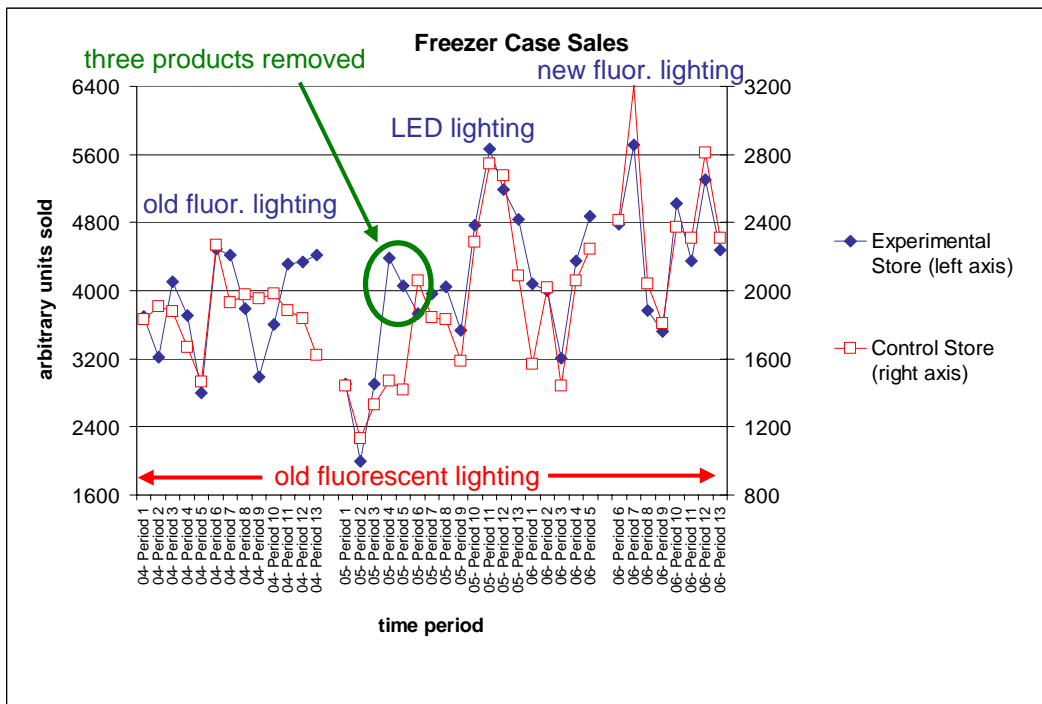 Freezer Case Sales
three products removed
new fluor. lighting
LED lighting
old fluor. lighting
old fluorescent lighting
arbitrary units sold
6400
5600
4800
4000
3200
2400
1600
3200
2800
2400
2000
1600
1200
800
04- Period 1
04- Period 2
04- Period 3
04- Period 4
04- Period 5
04- Period 6
04- Period 7
04- Period 8
04- Period 9
04- Period 10
04- Period 11
04- Period 12
04- Period 13
05- Period 1
05- Period 2
05- Period 3
05- Period 4
05- Period 5
05- Period 6
05- Period 7
05- Period 8
05- Period 9
05- Period 10
05- Period 11
05- Period 12
05- Period 13
06- Period 1
06- Period 2
06- Period 3
06- Period 4
06- Period 5
06- Period 6
06- Period 7
06- Period 8
06- Period 9
06- Period 10
06- Period 11
06- Period 12
06- Period 13
time period
Experimental
Store (left axis)
Control Store
(right axis)